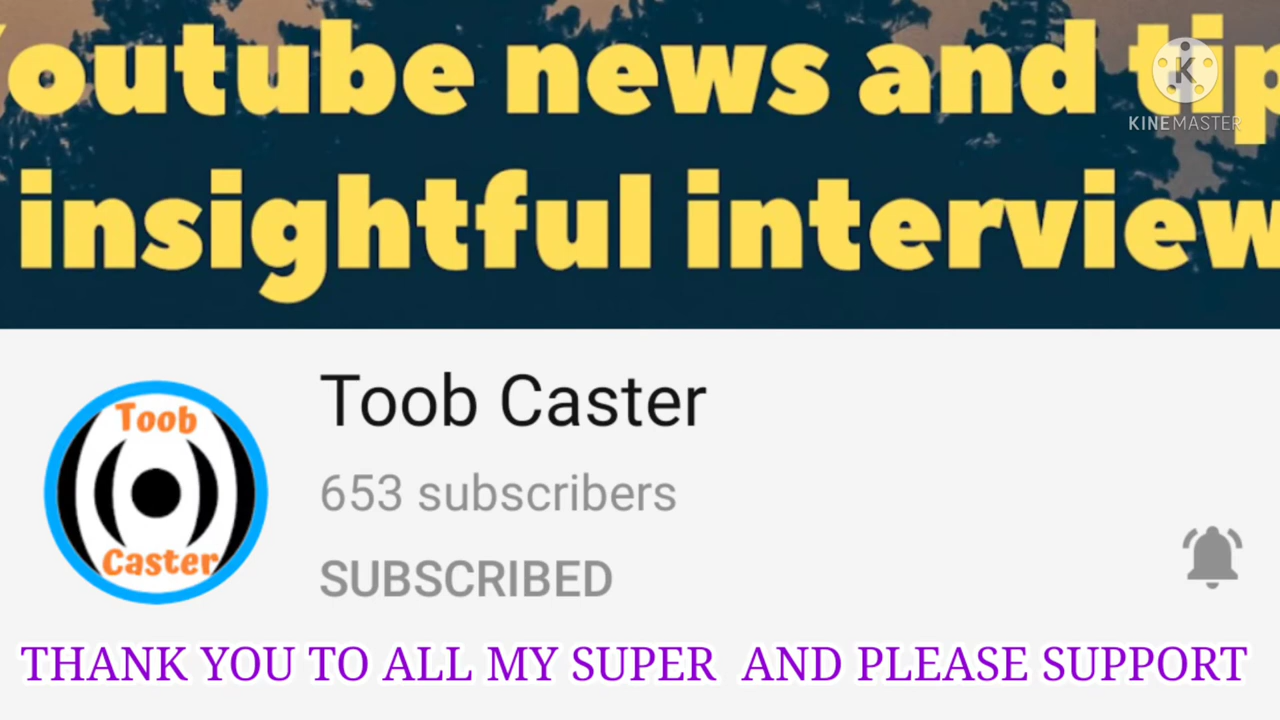 outube news and tip
K
KINEMASTER
insightful interview
Toob
Caster
Toob Caster
653 subscribers
SUBSCRIBED
THANK YOU TO ALL MY SUPER AND PLEASE SUPPORT